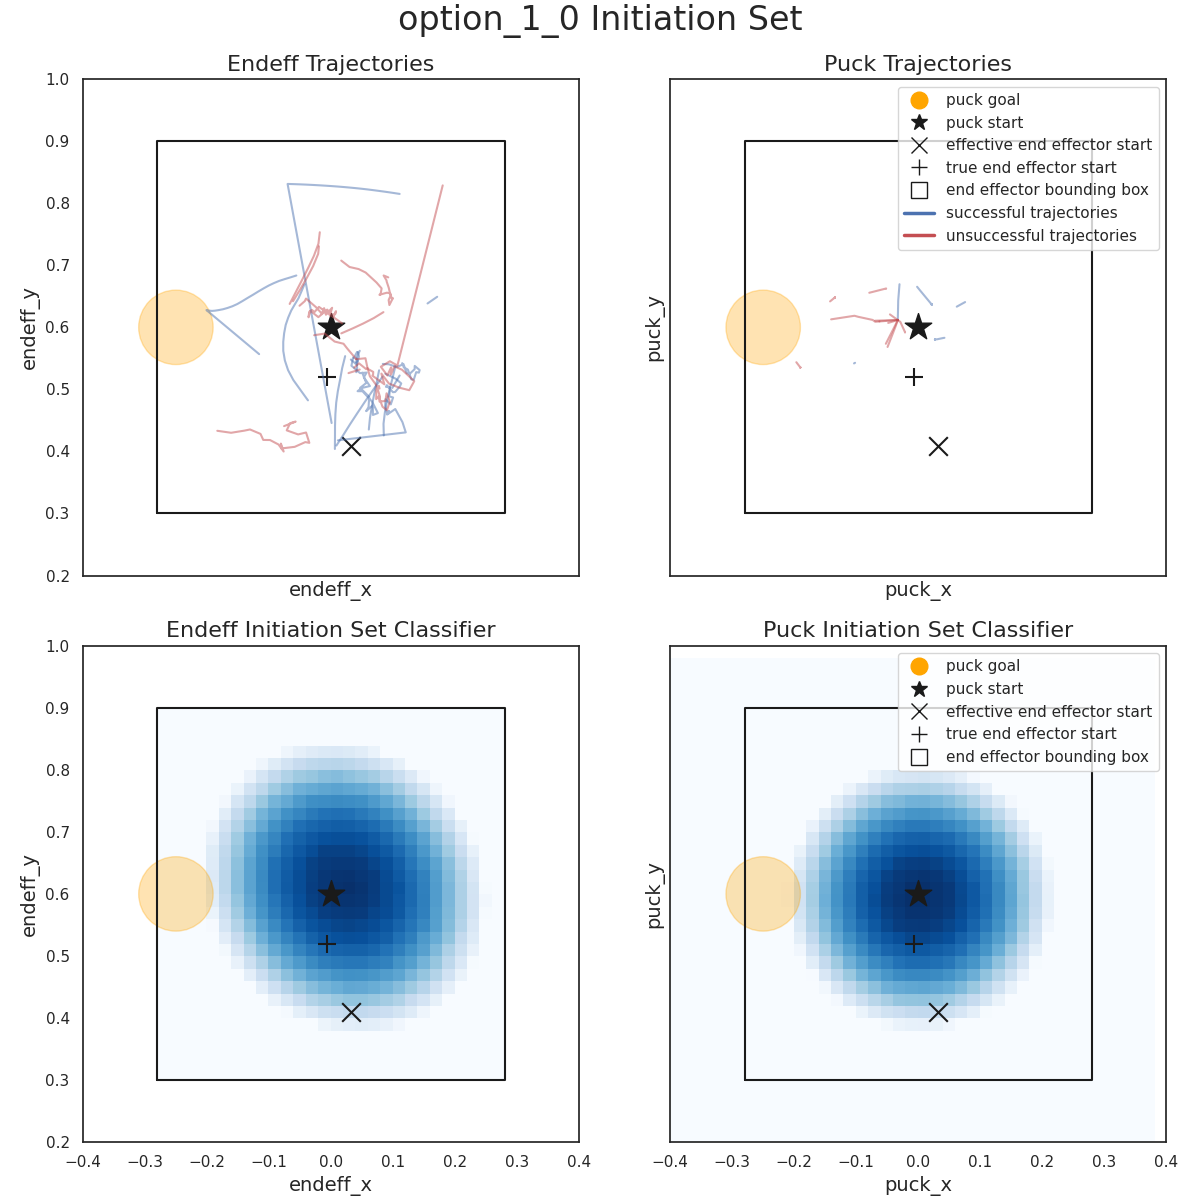 option_1_0 Initiation Set
Endeff Trajectories
Puck Trajectories
1.0
0.9
0.8
0.7
0.6
0.5
0.4
0.3
0.2
endeff_y
endeff_x
puck_y
puck_x
puck goal
puck start
effective end effector start
true end effector start
end effector bounding box
successful trajectories
unsuccessful trajectories
Endeff Initiation Set Classifier
Puck Initiation Set Classifier
1.0
0.9
0.8
0.7
0.6
0.5
0.4
0.3
0.2
endeff_y
−0.4 −0.3 −0.2 −0.1 0.0 0.1 0.2 0.3 0.4
endeff_x
puck_y
puck goal
puck start
effective end effector start
true end effector start
end effector bounding box
−0.4 −0.3 −0.2 −0.1 0.0 0.1 0.2 0.3 0.4
puck_x